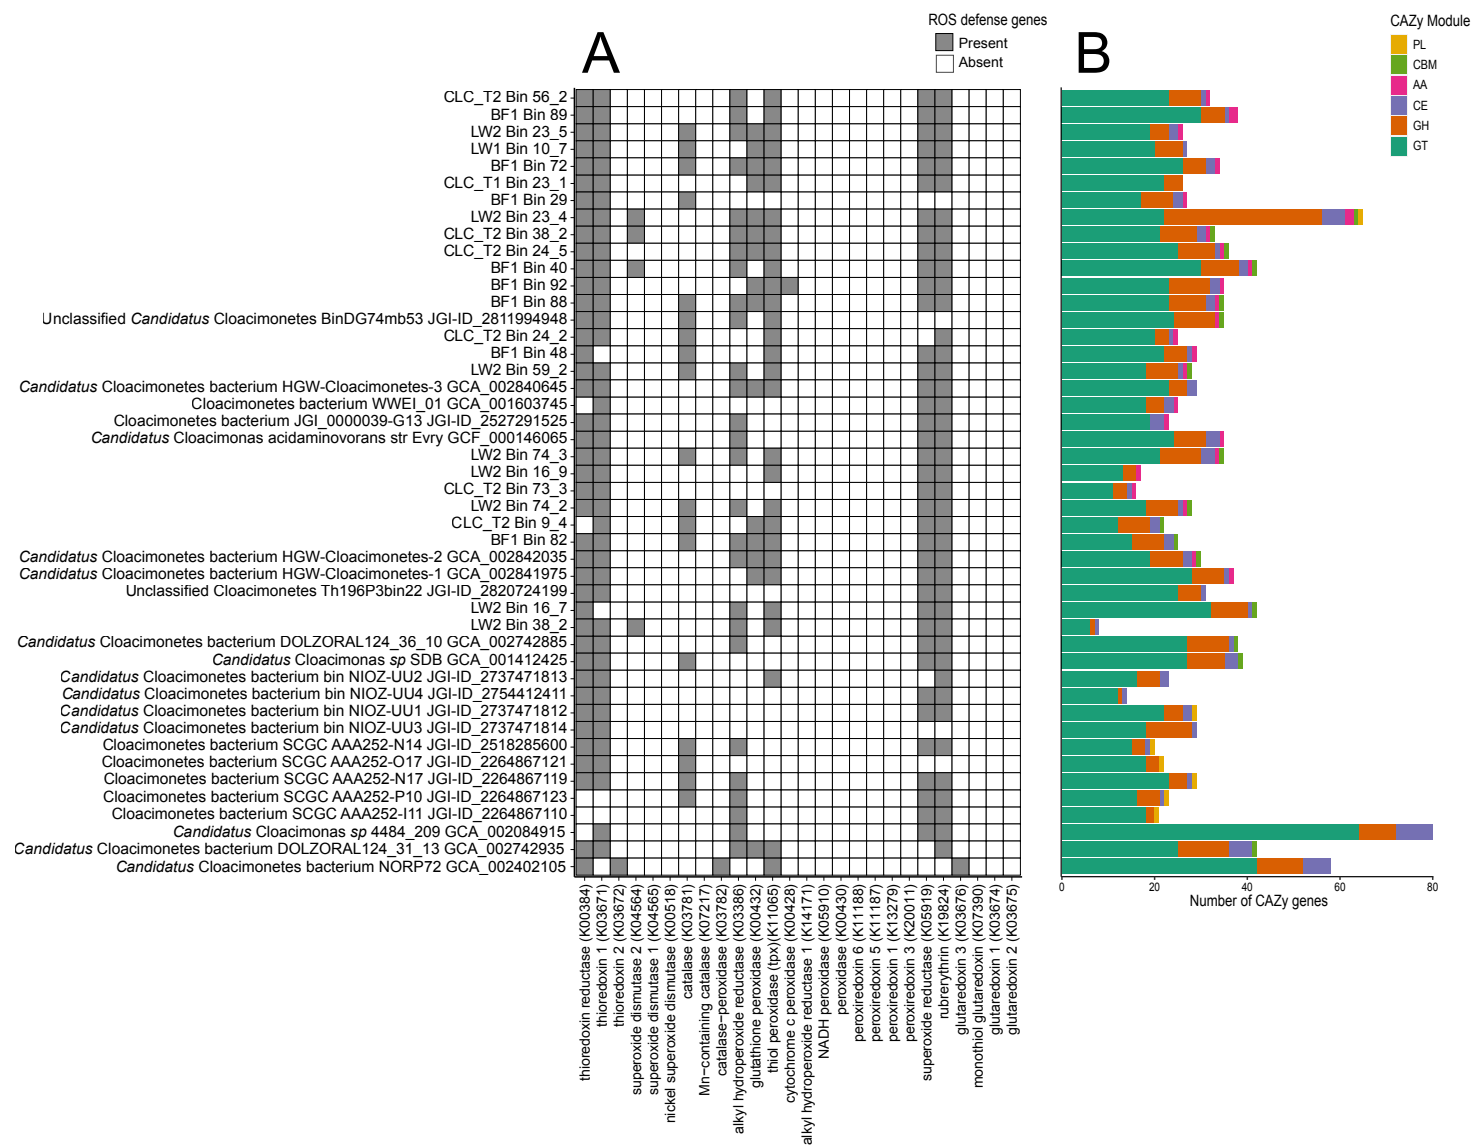 ROS defense genes
Present
Absent
A
B
CAZy Module
PL
CBM
AA
CE
GH
GT
CLC_T2 Bin 56_2
BF1 Bin 89
LW2 Bin 23_5
LW1 Bin 10_7
BF1 Bin 72
CLC_T1 Bin 23_1
BF1 Bin 29
LW2 Bin 23_4
CLC_T2 Bin 38_2
CLC_T2 Bin 24_5
BF1 Bin 40
BF1 Bin 92
BF1 Bin 88
Unclassified Candidatus Cloacimonetes BinDG74mb53 JGI-ID_2811994948
CLC_T2 Bin 24_2
BF1 Bin 48
LW2 Bin 59_2
Candidatus Cloacimonetes bacterium HGW-Cloacimonetes-3 GCA_002840645
Cloacimonetes bacterium WWEI_01 GCA_001603745
Cloacimonetes bacterium JGI_0000039-G13 JGI-ID_2527291525
Candidatus Cloacimonas acidaminovorans str Evry GCF_000146065
LW2 Bin 74_3
LW2 Bin 16_9
CLC_T2 Bin 73_3
LW2 Bin 74_2
CLC_T2 Bin 9_4
BF1 Bin 82
Candidatus Cloacimonetes bacterium HGW-Cloacimonetes-2 GCA_002842035
Candidatus Cloacimonetes bacterium HGW-Cloacimonetes-1 GCA_002841975
Unclassified Cloacimonetes Th196P3bin22 JGI-ID_2820724199
LW2 Bin 16_7
LW2 Bin 38_2
Candidatus Cloacimonetes bacterium DOLZORAL124_36_10 GCA_002742885
Candidatus Cloacimonas sp SDB GCA_001412425
Candidatus Cloacimonetes bacterium bin NIOZ-UU2 JGI-ID_2737471813
Candidatus Cloacimonetes bacterium bin NIOZ-UU4 JGI-ID_2754412411
Candidatus Cloacimonetes bacterium bin NIOZ-UU1 JGI-ID_2737471812
Candidatus Cloacimonetes bacterium bin NIOZ-UU3 JGI-ID_2737471814
Cloacimonetes bacterium SCGC AAA252-N14 JGI-ID_2518285600
Cloacimonetes bacterium SCGC AAA252-O17 JGI-ID_2264867121
Cloacimonetes bacterium SCGC AAA252-N17 JGI-ID_2264867119
Cloacimonetes bacterium SCGC AAA252-P10 JGI-ID_2264867123
Cloacimonetes bacterium SCGC AAA252-I11 JGI-ID_2264867110
Candidatus Cloacimonas sp 4484_209 GCA_002084915
Candidatus Cloacimonetes bacterium DOLZORAL124_31_13 GCA_002742935
Candidatus Cloacimonetes bacterium NORP72 GCA_002402105
thioredoxin reductase (K00384)
thioredoxin 1 (K03671)
thioredoxin 2 (K03672)
superoxide dismutase 2 (K04564)
superoxide dismutase 1 (K04565)
nickel superoxide dismutase (K00518)
catalase (K03781)
Mn−containing catalase (K07217)
catalase−peroxidase (K03782)
alkyl hydroperoxide reductase (K03386)
glutathione peroxidase (K00432)
thiol peroxidase (tpx)(K11065)
cytochrome c peroxidase (K00428)
alkyl hydroperoxide reductase 1 (K14171)
NADH peroxidase (K05910)
peroxidase (K00430)
peroxiredoxin 6 (K11188)
peroxiredoxin 5 (K11187)
peroxiredoxin 1 (K13279)
peroxiredoxin 3 (K20011)
superoxide reductase (K05919)
rubrerythrin (K19824)
glutaredoxin 3 (K03676)
monothiol glutaredoxin (K07390)
glutaredoxin 1 (K03674)
glutaredoxin 2 (K03675)
0
20
40
60
80
Number of CAZy genes